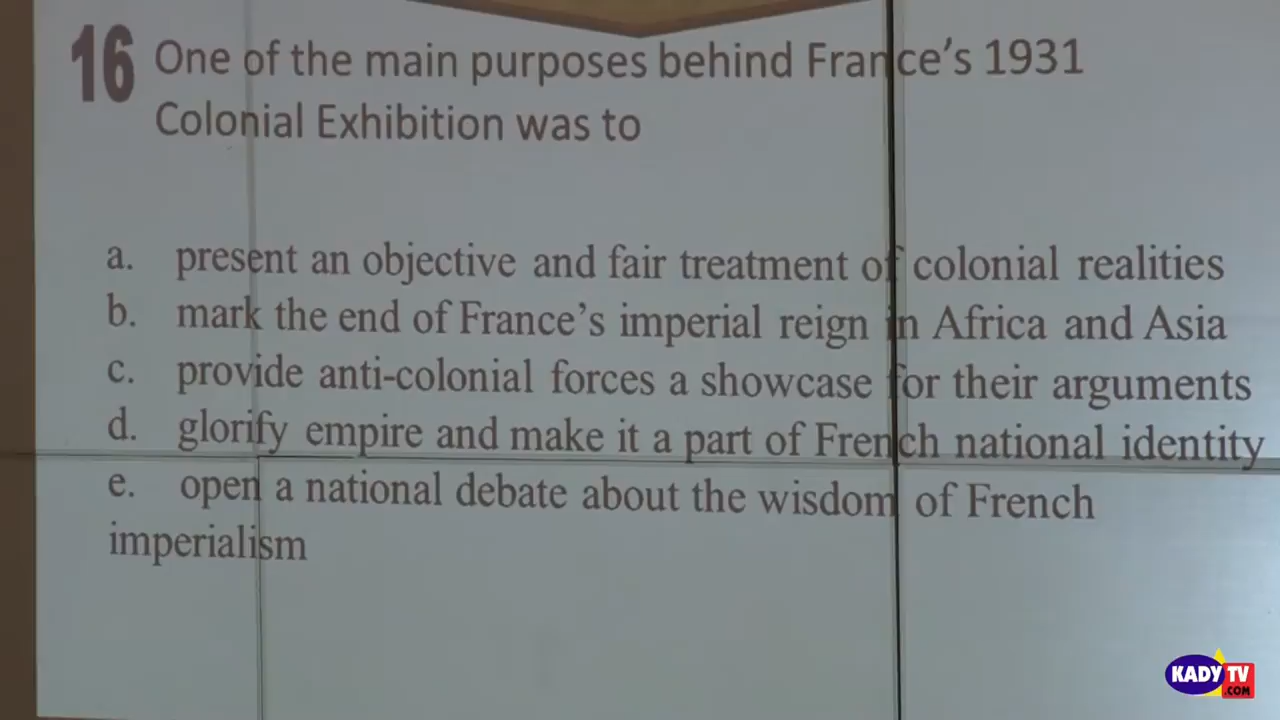 16 One of the main purposes behind France's 1931
Colonial Exhibition was to
a. present an objective and fair treatment of colonial realities
b. mark the end of France's imperial reign in Africa and Asia
c. provide anti-colonial forces a showcase for their arguments
d. glorify empire and make it a part of French national identity
e. open a national debate about the wisdom of French
imperialism
KADY TV
.COM